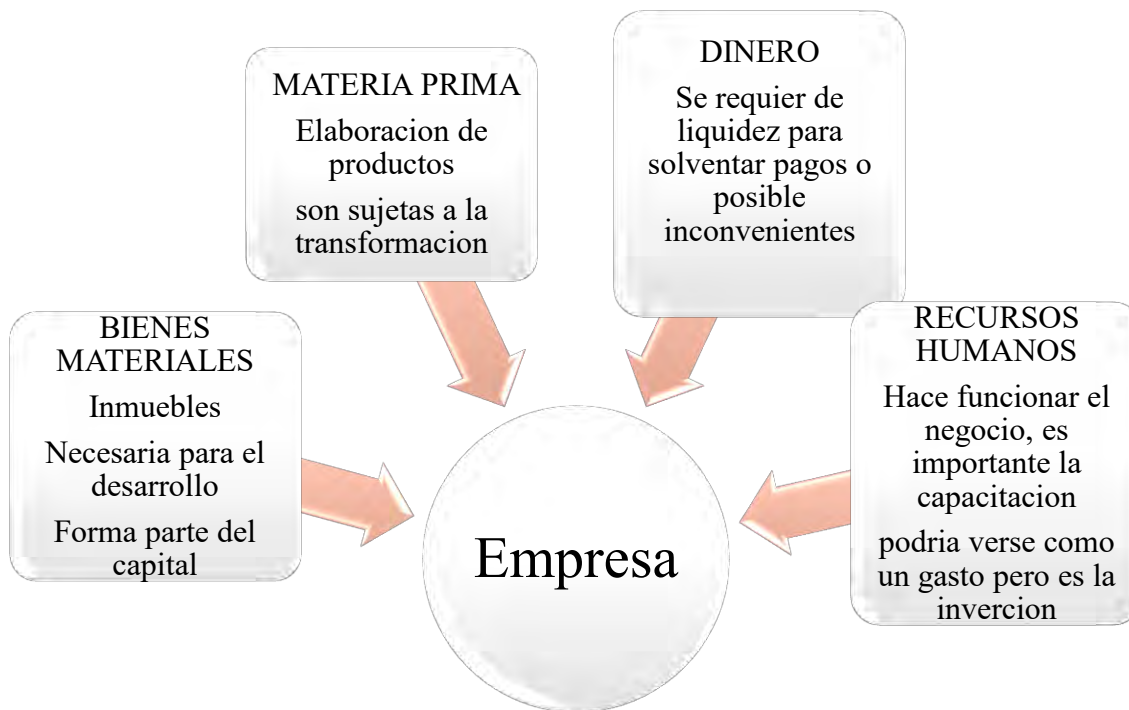 BIENES
MATERIALES
Inmuebles
Necesaria para el
desarrollo
Forma parte del
capital
MATERIA PRIMA
Elaboracion de
productos
son sujetas a la
transformacion
DINERO
Se requier de
liquidez para
solventar pagos o
posible
inconvenientes
RECURSOS
HUMANOS
Hace funcionar el
negocio, es
importante la
capacitacion
podria verse como
un gasto pero es la
invercion
Empresa